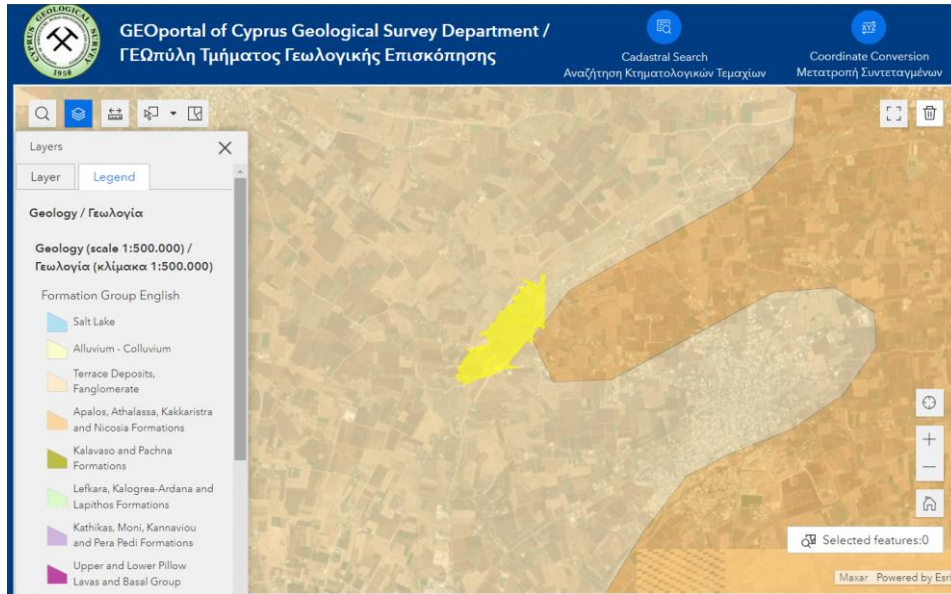 CYPRUS GEOLOGICAL SURVEY
1950
GEOportal of Cyprus Geological Survey Department /
ΓΕΩπύλη Τμήματος Γεωλογικής Επισκόπησης
Cadastral Search
Αναζήτηση Κτηματολογικών Τεμαχίων
Coordinate Conversion
Μετατροπή Συντεταγμένων
Layers
Layer
Legend
Geology / Γεωλογία
Geology (scale 1:500.000) /
Γεωλογία (κλίμακα 1:500.000)
Formation Group English
Salt Lake
Alluvium - Colluvium
Terrace Deposits,
Fanglomerate
Apalos, Athalassa, Kakkaristra
and Nicosia Formations
Kalavaso and Pachna
Formations
Lefkara, Kalogrea-Ardana and
Lapithos Formations
Kathikas, Moni, Kannaviou
and Pera Pedi Formations
Upper and Lower Pillow
Lavas and Basal Group
Selected features:0
Maxar Powered by Esri